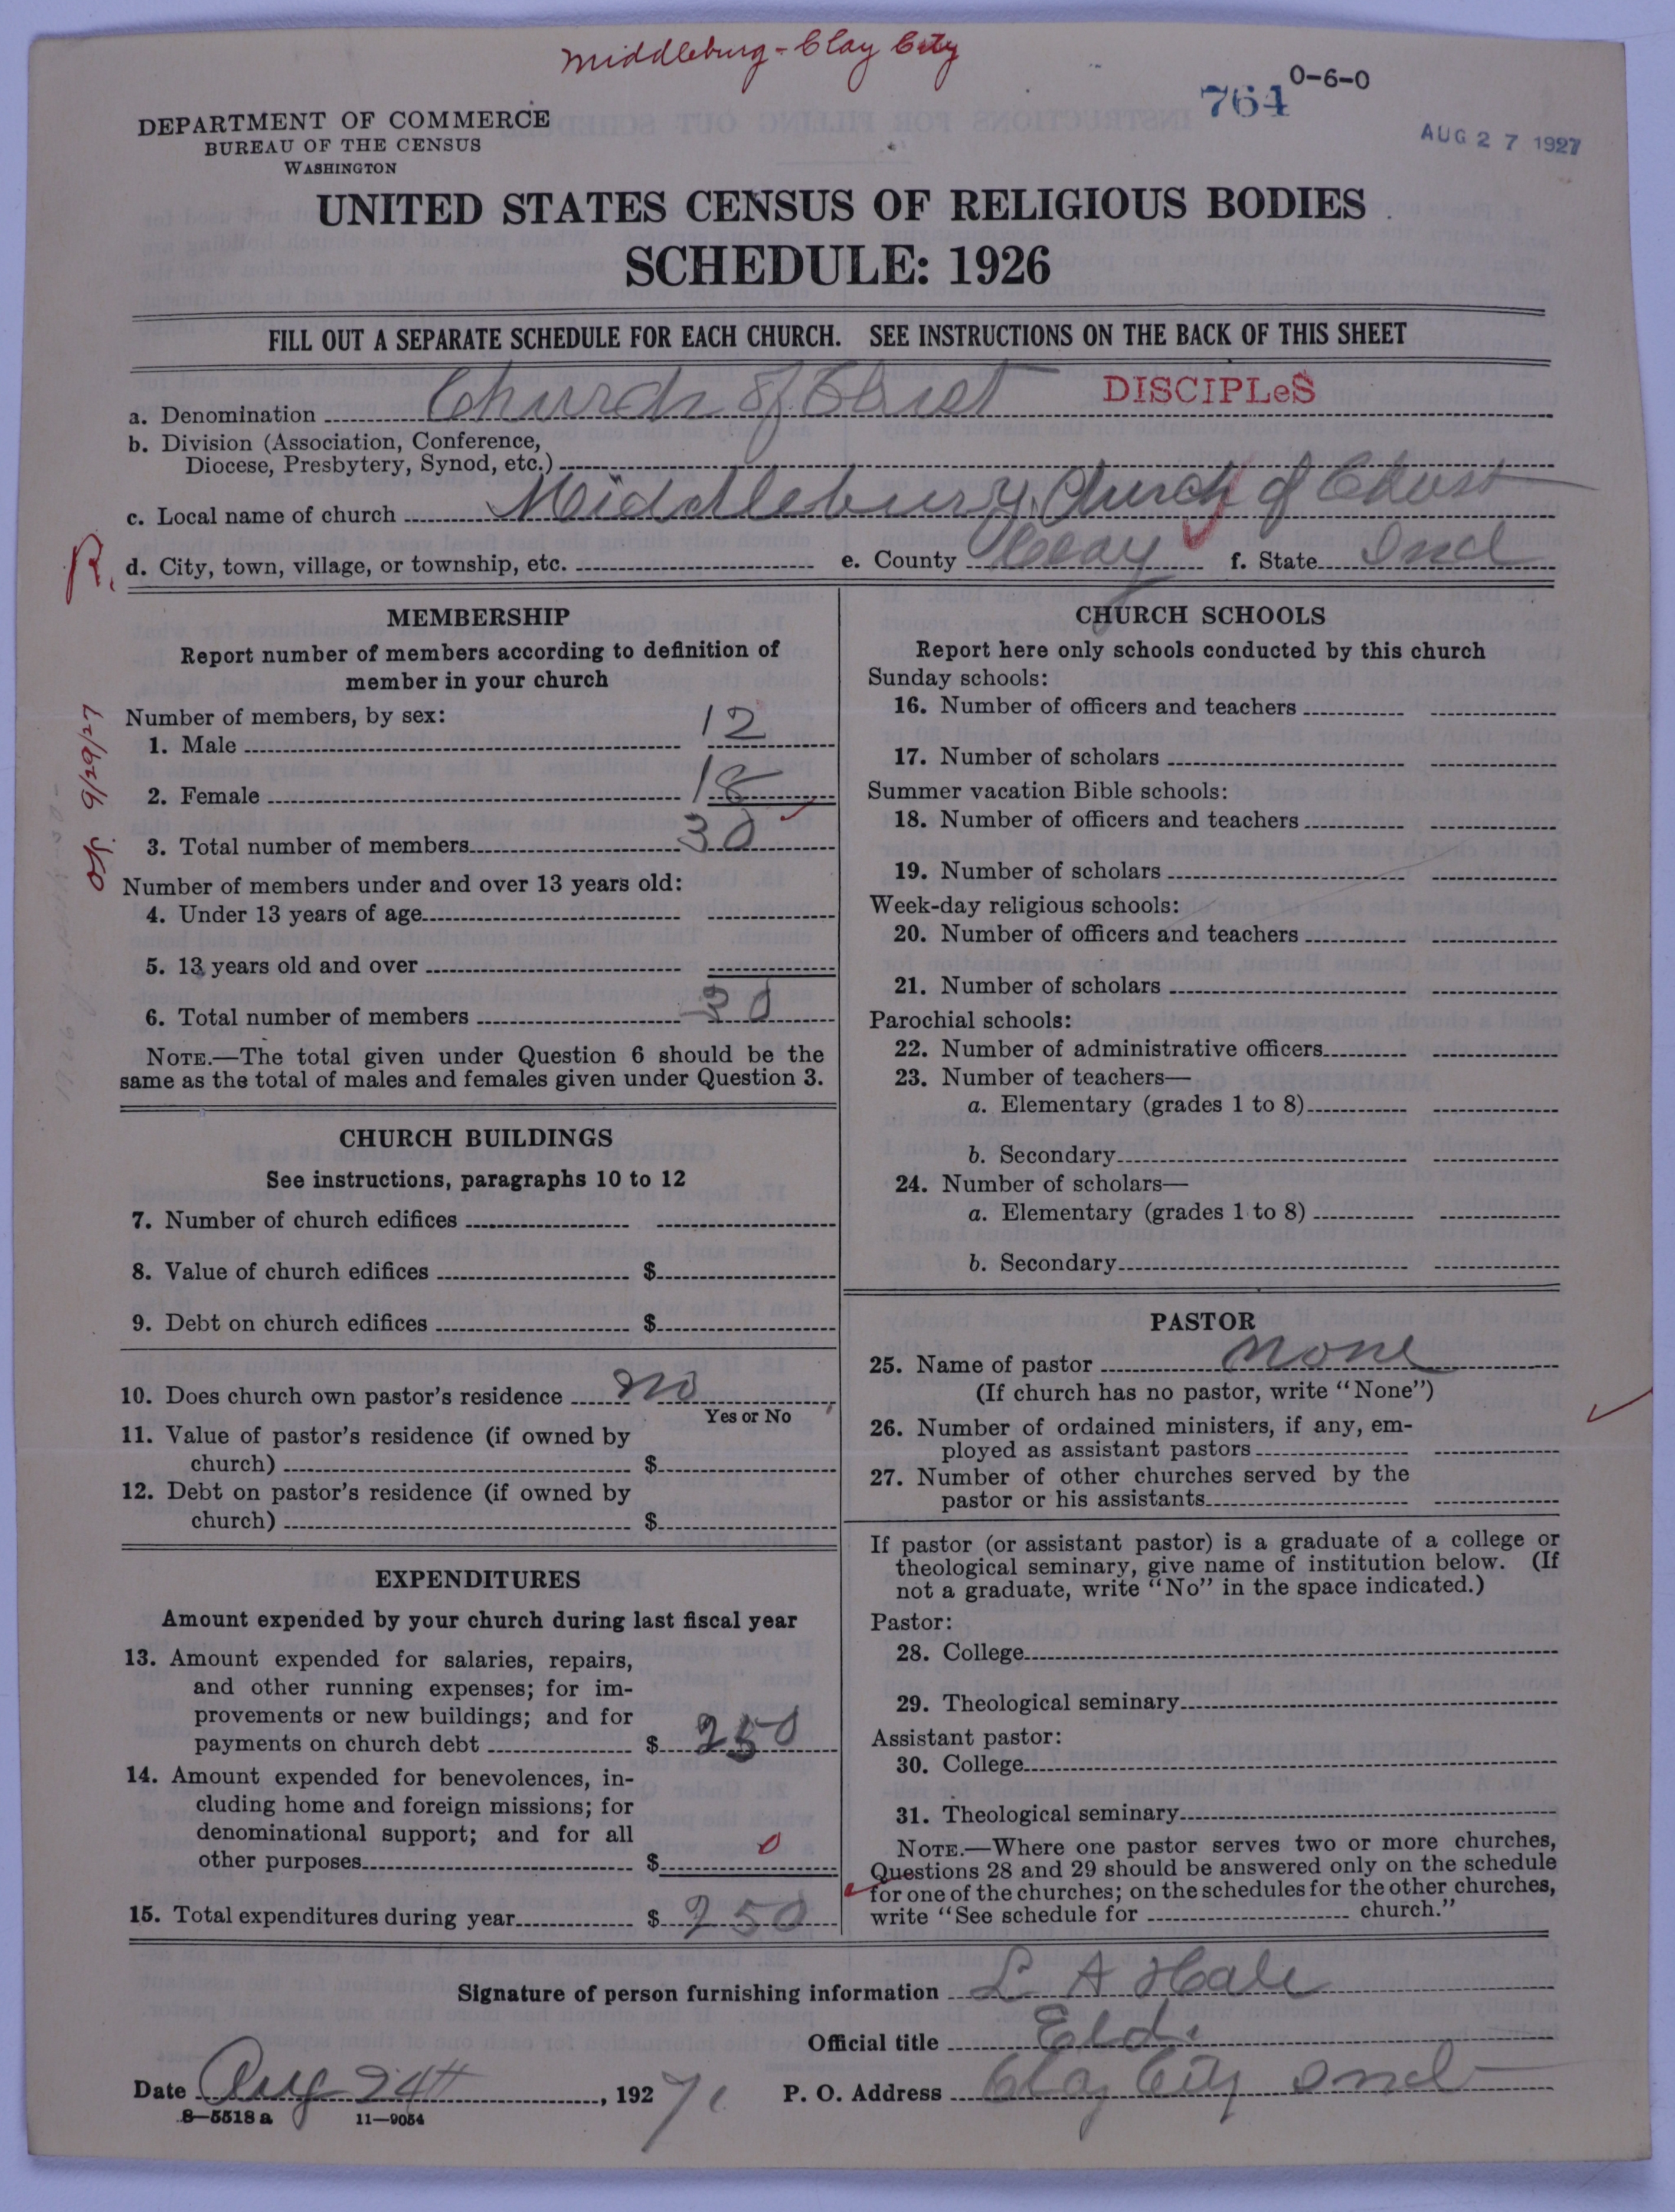 Middleburg - Clay City
764 0-6-0
AUG 27 1927
DEPARTMENT OF COMMERCE
BUREAU OF THE CENSUS
WASHINGTON
UNITED STATES CENSUS OF RELIGIOUS BODIES
SCHEDULE: 1926
FILL OUT A SEPARATE SCHEDULE FOR EACH CHURCH. SEE INSTRUCTIONS ON THE BACK OF THIS SHEET
a. Denomination Church of Christ DISCIPLeS
b. Division (Association, Conference,
Diocese, Presbytery, Synod, etc.)
c. Local name of church Middlebury Church of Christ
R. d. City, town, village, or township, etc. e. County Clay f. State Ind
MEMBERSHIP
Report number of members according to definition of
member in your church
Number of members, by sex:
1. Male 12
2. Female 18
3. Total number of members 30
9/29/27
Number of members under and over 13 years old:
4. Under 13 years of age
5. 13 years old and over
6. Total number of members 30
NOTE.—The total given under Question 6 should be the
same as the total of males and females given under Question 3.
CHURCH BUILDINGS
See instructions, paragraphs 10 to 12
7. Number of church edifices
8. Value of church edifices $
9. Debt on church edifices $
10. Does church own pastor's residence no
Yes or No
11. Value of pastor's residence (if owned by
church) $
12. Debt on pastor's residence (if owned by
church) $
EXPENDITURES
Amount expended by your church during last fiscal year
13. Amount expended for salaries, repairs,
and other running expenses; for im-
provements or new buildings; and for
payments on church debt $ 250
14. Amount expended for benevolences, in-
cluding home and foreign missions; for
denominational support; and for all
other purposes $ 0
15. Total expenditures during year $ 250
CHURCH SCHOOLS
Report here only schools conducted by this church
Sunday schools:
16. Number of officers and teachers
17. Number of scholars
Summer vacation Bible schools:
18. Number of officers and teachers
19. Number of scholars
Week-day religious schools:
20. Number of officers and teachers
21. Number of scholars
Parochial schools:
22. Number of administrative officers
23. Number of teachers—
a. Elementary (grades 1 to 8)
b. Secondary
24. Number of scholars—
a. Elementary (grades 1 to 8)
b. Secondary
PASTOR
25. Name of pastor none
(If church has no pastor, write "None")
26. Number of ordained ministers, if any, em-
ployed as assistant pastors
27. Number of other churches served by the
pastor or his assistants
If pastor (or assistant pastor) is a graduate of a college or
theological seminary, give name of institution below. (If
not a graduate, write "No" in the space indicated.)
Pastor:
28. College
29. Theological seminary
Assistant pastor:
30. College
31. Theological seminary
NOTE.—Where one pastor serves two or more churches,
Questions 28 and 29 should be answered only on the schedule
for one of the churches; on the schedules for the other churches,
write "See schedule for church."
Signature of person furnishing information L A Hale
Official title Eld.
Date Aug 24th, 1927 P. O. Address Clay City Ind
8—5518 a 11—9054